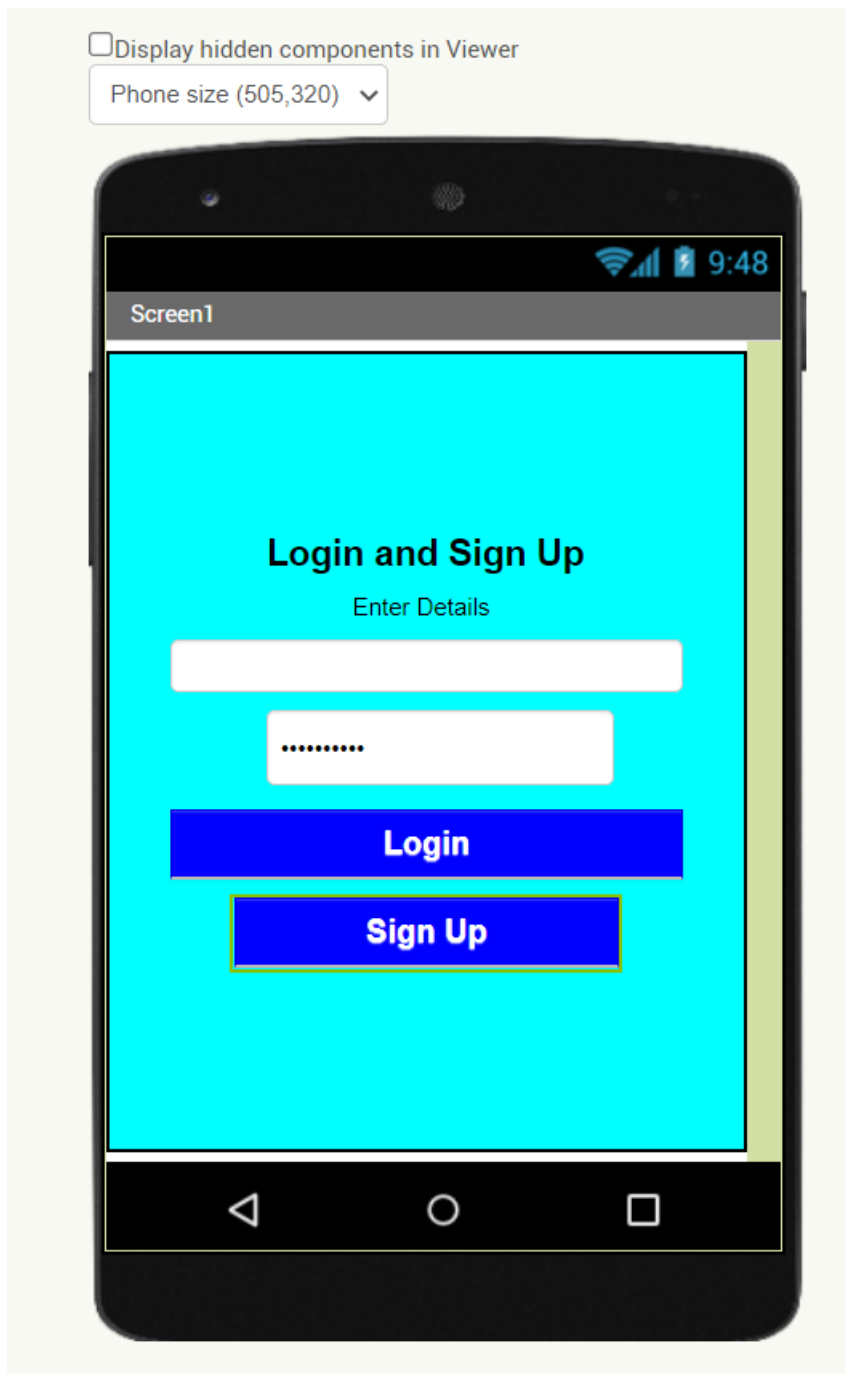 Display hidden components in Viewer
Phone size (505,320)
9:48
Screen1
Login and Sign Up
Enter Details
••••••••••
Login
Sign Up